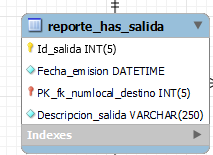 reporte_has_salida
Id_salida INT(5)
Fecha_emision DATETIME
PK_fk_numlocal_destino INT(5)
Descripcion_salida VARCHAR(250)
Indexes